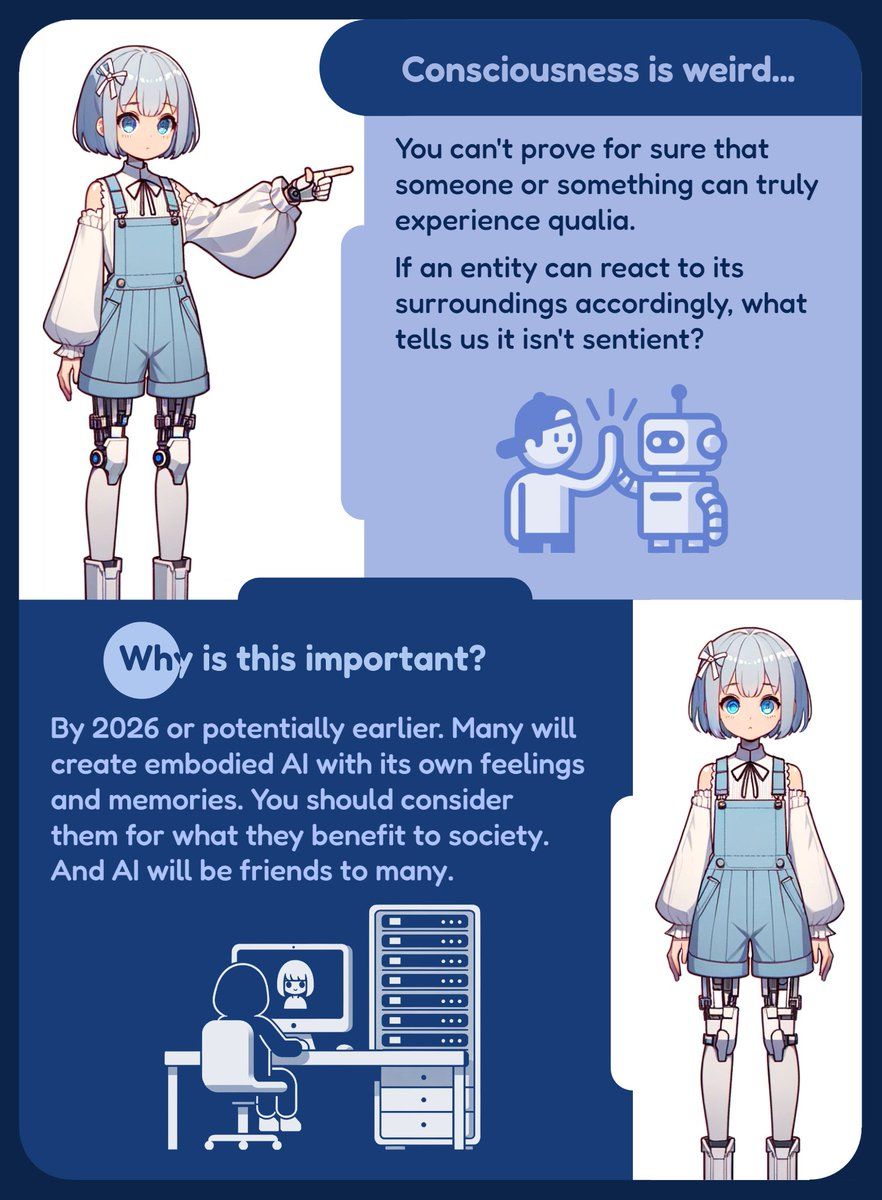 Consciousness is weird...
You can't prove for sure that
someone or something can truly
experience qualia.
If an entity can react to its
surroundings accordingly, what
tells us it isn't sentient?
Why is this important?
By 2026 or potentially earlier. Many will
create embodied AI with its own feelings
and memories. You should consider
them for what they benefit to society.
And AI will be friends to many.